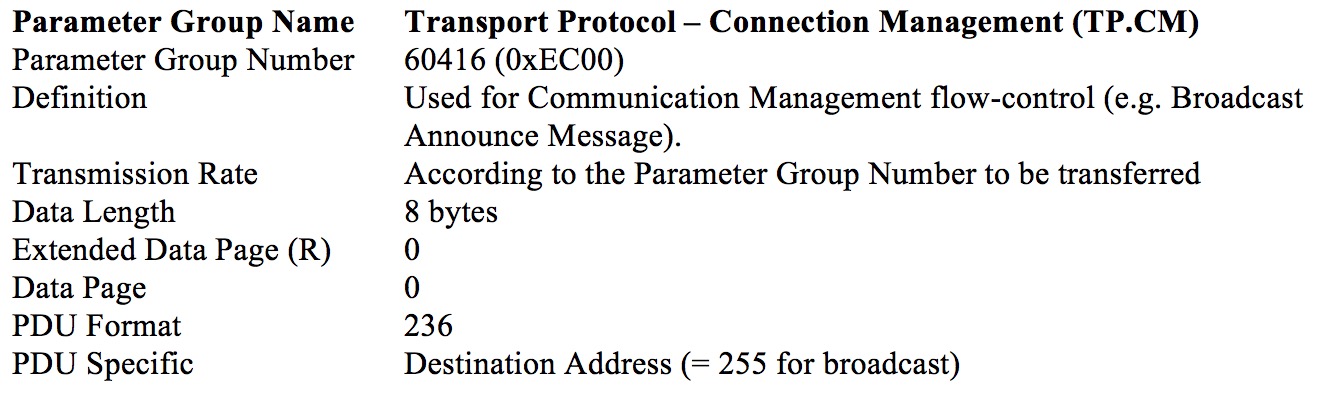 Parameter Group Name Transport Protocol – Connection Management (TP.CM)
Parameter Group Number 60416 (0xEC00)
Definition Used for Communication Management flow-control (e.g. Broadcast
Announce Message).
Transmission Rate According to the Parameter Group Number to be transferred
Data Length 8 bytes
Extended Data Page (R) 0
Data Page 0
PDU Format 236
PDU Specific Destination Address (= 255 for broadcast)